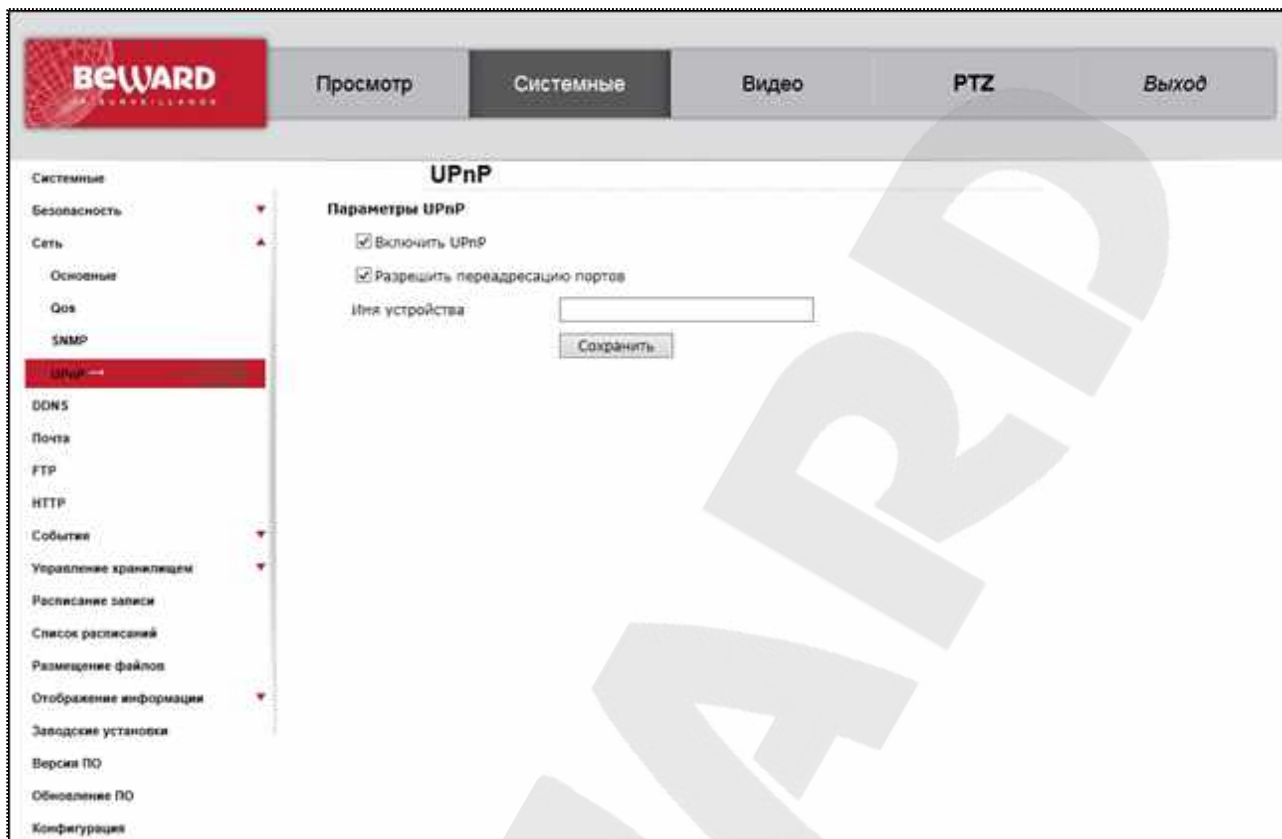 BEWARD
IP SURVEILLANCE
Просмотр
Системные
Видео
PTZ
Выход
Системные
Безопасность
Сеть
Основные
Qos
SNMP
UPnP
DDNS
Почта
FTP
HTTP
События
Управление хранилищем
Расписание записи
Список расписаний
Размещение файлов
Отображение информации
Заводские установки
Версия ПО
Обновление ПО
Конфигурация
UPnP
Параметры UPnP
Включить UPnP
Разрешить переадресацию портов
Имя устройства
Сохранить